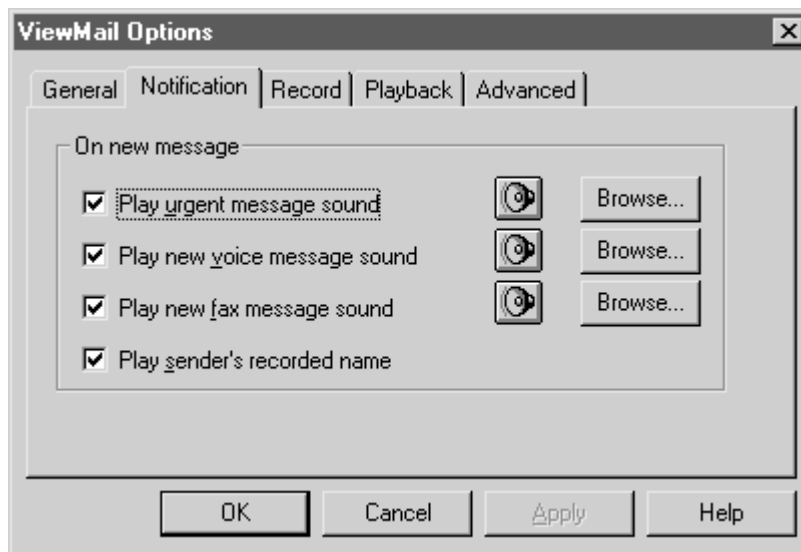 ViewMail Options
General Notification Record Playback Advanced
On new message
Play urgent message sound Browse...
Play new voice message sound Browse...
Play new fax message sound Browse...
Play sender's recorded name
OK Cancel Apply Help